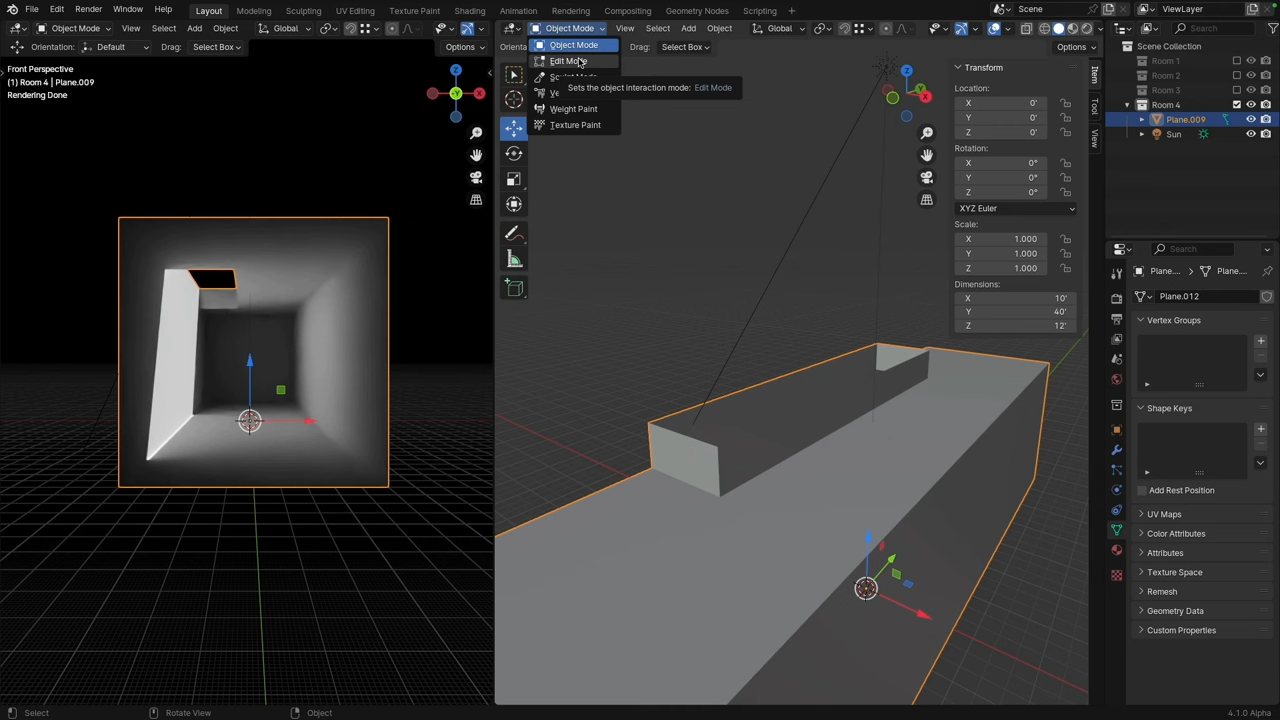 File Edit Render Window Help Layout Modeling Sculpting UV Editing Texture Paint Shading Animation Rendering Compositing Geometry Nodes Scripting Scene ViewLayer
Object Mode View Select Add Object Global Object Mode View Select Add Object Global Search
Orientation: Default Drag: Select Box Options Drag: Select Box Options
Scene Collection
Room 1
Room 2
Room 3
Room 4
Plane.009
Sun
Front Perspective
(1) Room 4 | Plane.009
Rendering Done
Object Mode
Edit Mode
Sets the object interaction mode: Edit Mode
Weight Paint
Texture Paint
Transform
Location:
X 0'
Y 0'
Z 0'
Rotation:
X 0°
Y 0°
Z 0°
XYZ Euler
Scale:
X 1.000
Y 1.000
Z 1.000
Dimensions:
X 10'
Y 40'
Z 12'
Item
Tool
View
X
Y
Z
Search
Plane.... Plane....
Plane.012
Vertex Groups
Shape Keys
Add Rest Position
UV Maps
Color Attributes
Attributes
Texture Space
Remesh
Geometry Data
Custom Properties
Select Rotate View Object 4.1.0 Alpha